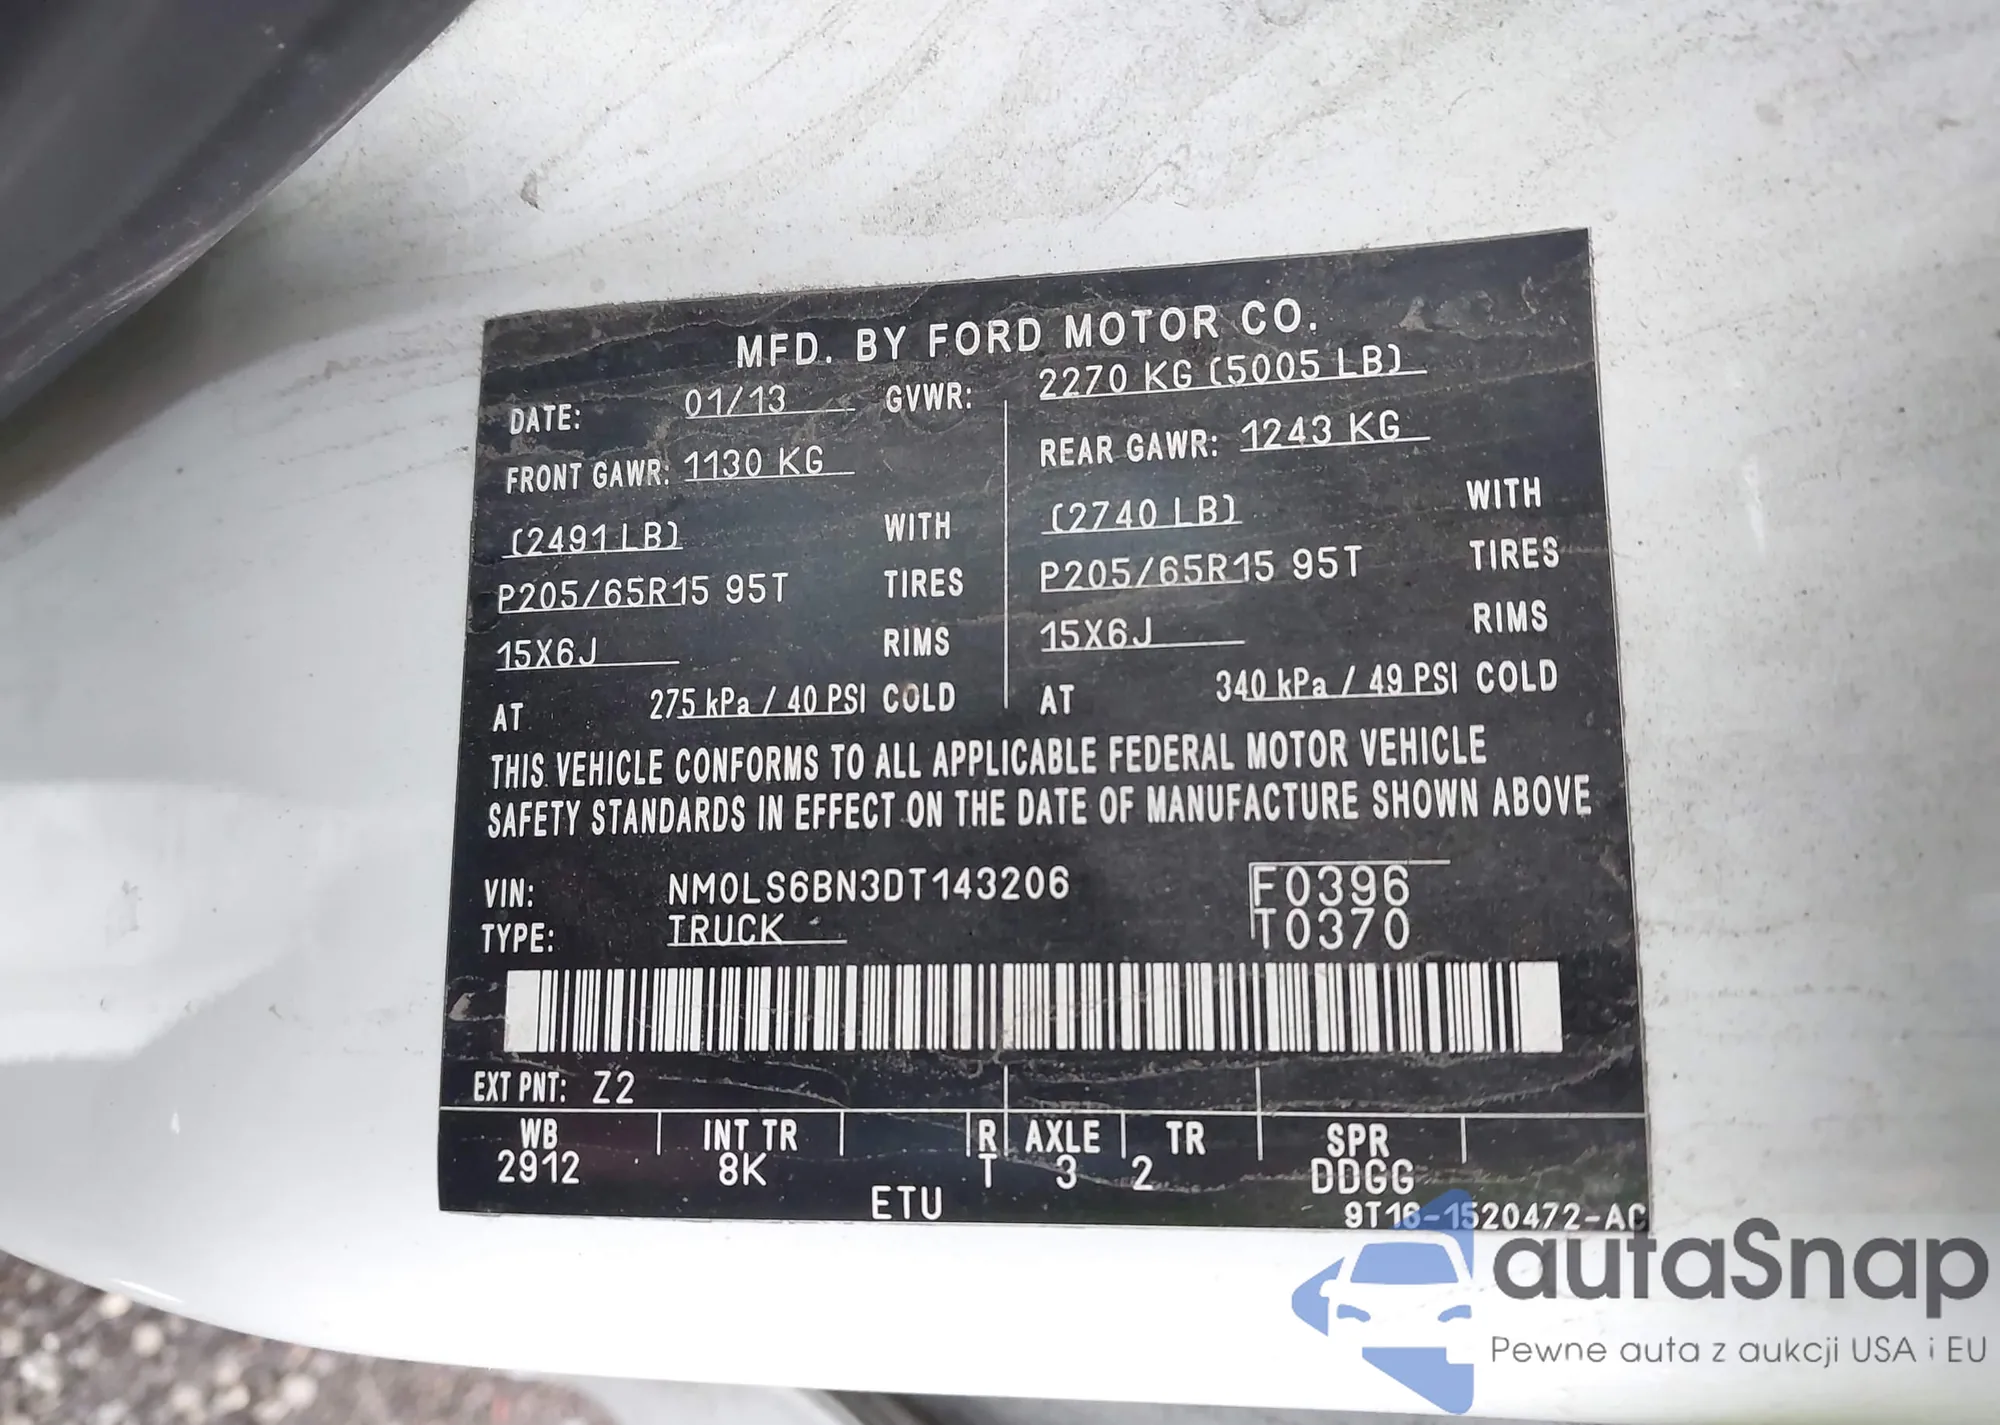 MFD. BY FORD MOTOR CO.
DATE: 01/13 GVWR: 2270 KG (5005 LB)
FRONT GAWR: 1130 KG REAR GAWR: 1243 KG
(2491 LB) WITH (2740 LB) WITH
P205/65R15 95T TIRES P205/65R15 95T TIRES
15X6J RIMS 15X6J RIMS
AT 275 kPa / 40 PSI COLD AT 340 kPa / 49 PSI COLD
THIS VEHICLE CONFORMS TO ALL APPLICABLE FEDERAL MOTOR VEHICLE
SAFETY STANDARDS IN EFFECT ON THE DATE OF MANUFACTURE SHOWN ABOVE
VIN: NM0LS6BN3DT143206 F0396
TYPE: TRUCK T0370
EXT PNT: Z2
WB INT TR R AXLE TR SPR
2912 8K T 3 2 DDGG
ETU 9T16-1520472-AC
autaSnap
Pewne auta z aukcji USA i EU